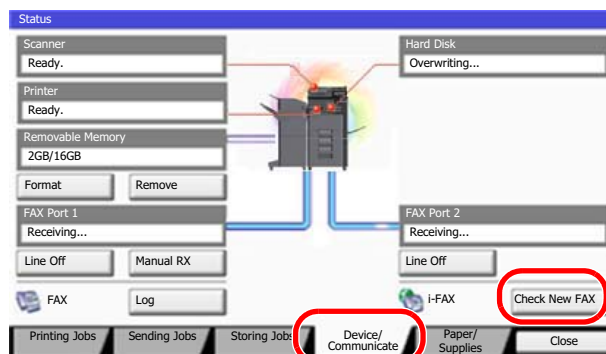 Status
Scanner
Ready.
Hard Disk
Overwriting...
Printer
Ready.
Removable Memory
2GB/16GB
Format
Remove
FAX Port 1
Receiving...
FAX Port 2
Receiving...
Line Off
Manual RX
Line Off
FAX
Log
i-FAX
Check New FAX
Printing Jobs
Sending Jobs
Storing Jobs
Device/
Communicate
Paper/
Supplies
Close